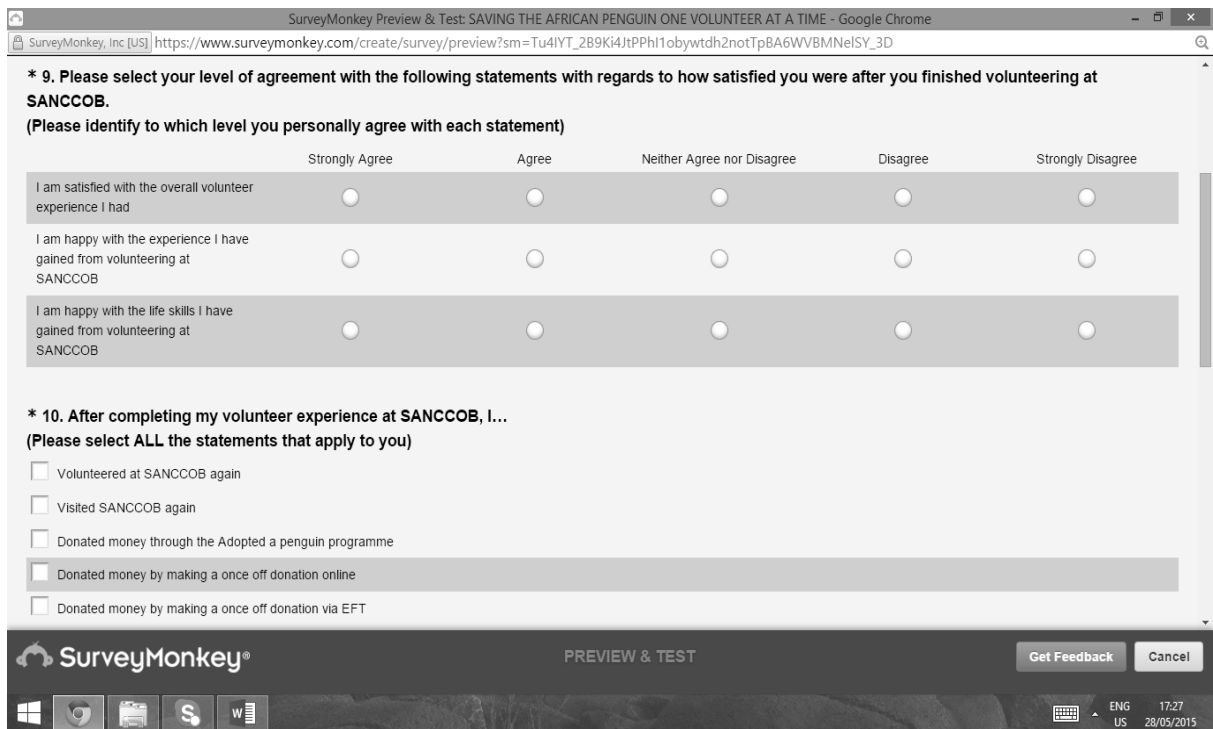 SurveyMonkey Preview & Test: SAVING THE AFRICAN PENGUIN ONE VOLUNTEER AT A TIME - Google Chrome
SurveyMonkey, Inc [US] https://www.surveymonkey.com/create/survey/preview?sm=Tu4IYT_2B9Ki4JtPPhI1obywtdh2notTpBA6WVBMNelSY_3D
* 9. Please select your level of agreement with the following statements with regards to how satisfied you were after you finished volunteering at
SANCCOB.
(Please identify to which level you personally agree with each statement)
Strongly Agree Agree Neither Agree nor Disagree Disagree Strongly Disagree
I am satisfied with the overall volunteer
experience I had
I am happy with the experience I have
gained from volunteering at
SANCCOB
I am happy with the life skills I have
gained from volunteering at
SANCCOB
* 10. After completing my volunteer experience at SANCCOB, I...
(Please select ALL the statements that apply to you)
Volunteered at SANCCOB again
Visited SANCCOB again
Donated money through the Adopted a penguin programme
Donated money by making a once off donation online
Donated money by making a once off donation via EFT
SurveyMonkey® PREVIEW & TEST Get Feedback Cancel
ENG 17:27
US 28/05/2015